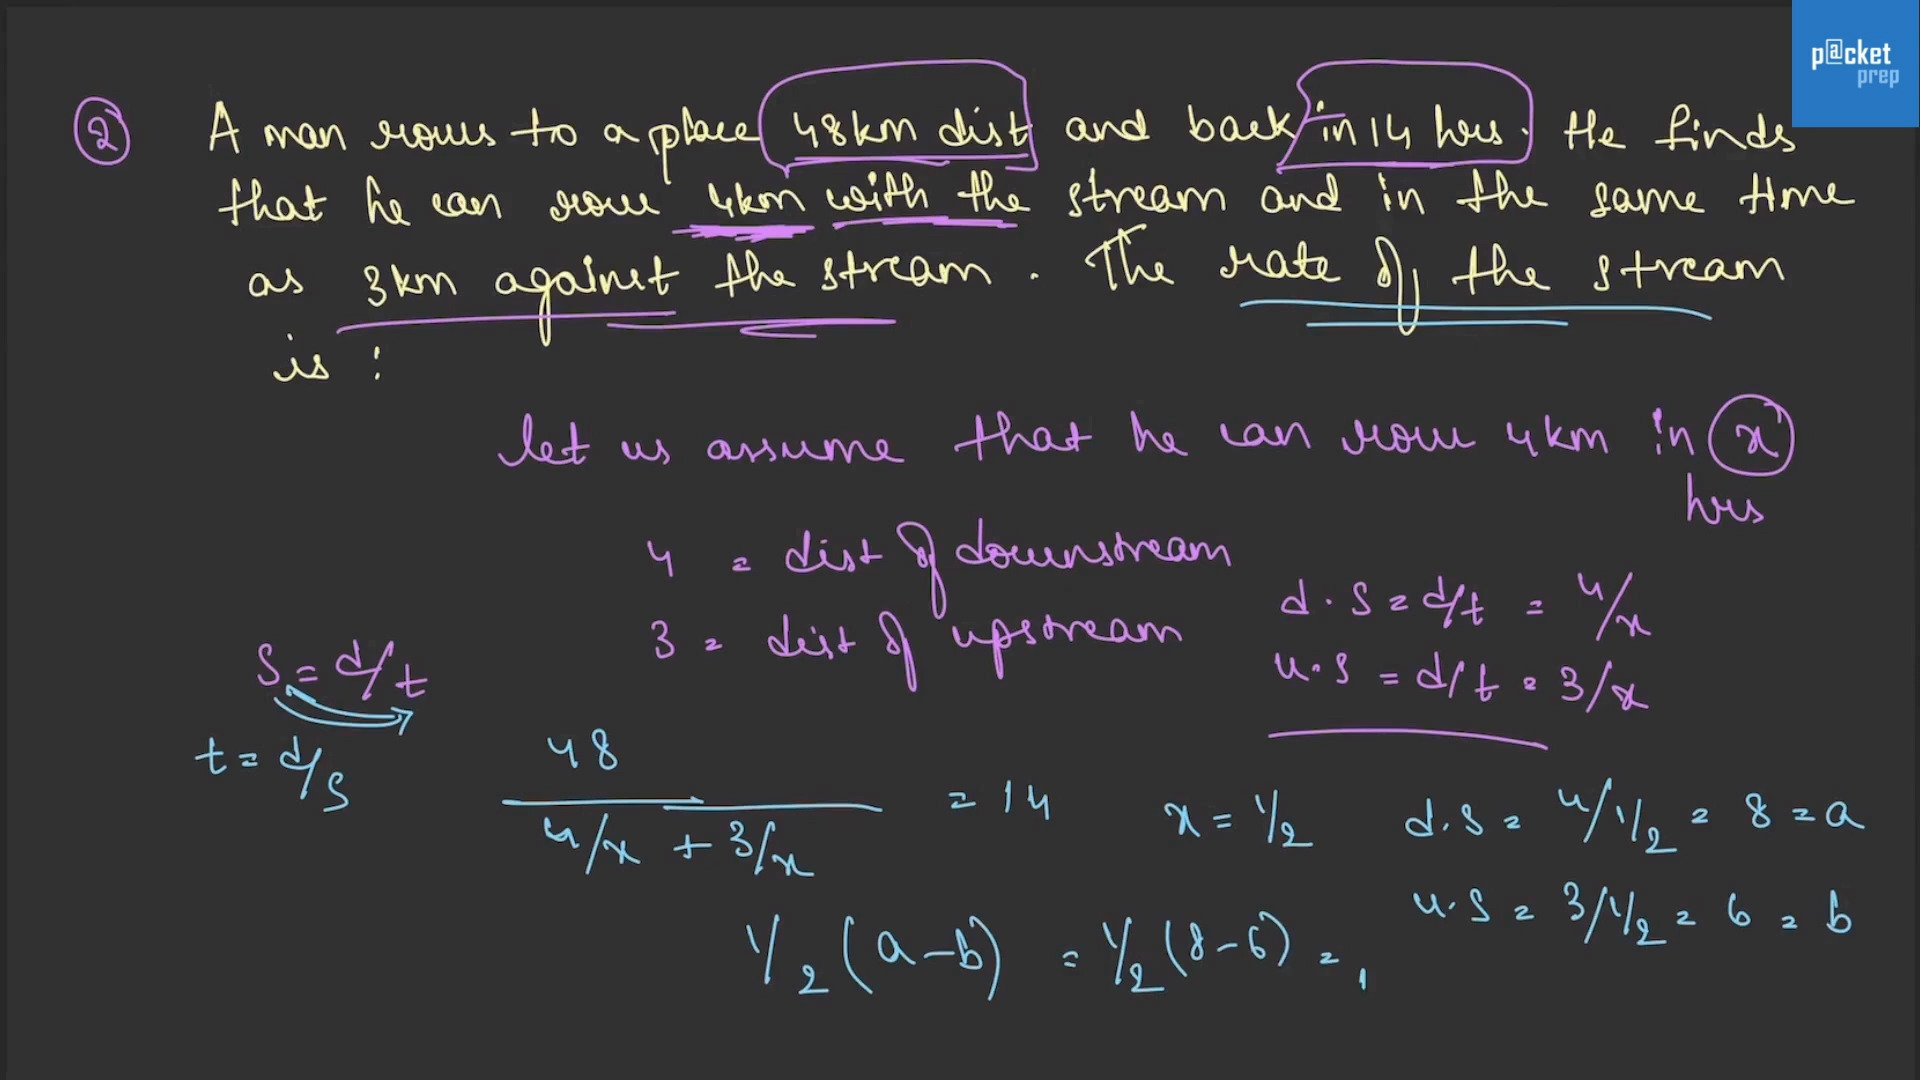 p@cket
prep
② A man rows to a place 48km dist and back in 14 hrs. He finds
that he can row 4km with the stream and in the same time
as 3km against the stream. The rate of the stream
is :
let us assume that he can row 4km in x
hrs
4 = dist of downstream
3 = dist of upstream
d.s = d/t = 4/x
u.s = d/t = 3/x
s = d/t
t = d/s
48
4/x + 3/x
= 14
x = 1/2
d.s = 4/1/2 = 8 = a
u.s = 3/1/2 = 6 = b
1/2 (a-b) = 1/2 (8-6) = 1